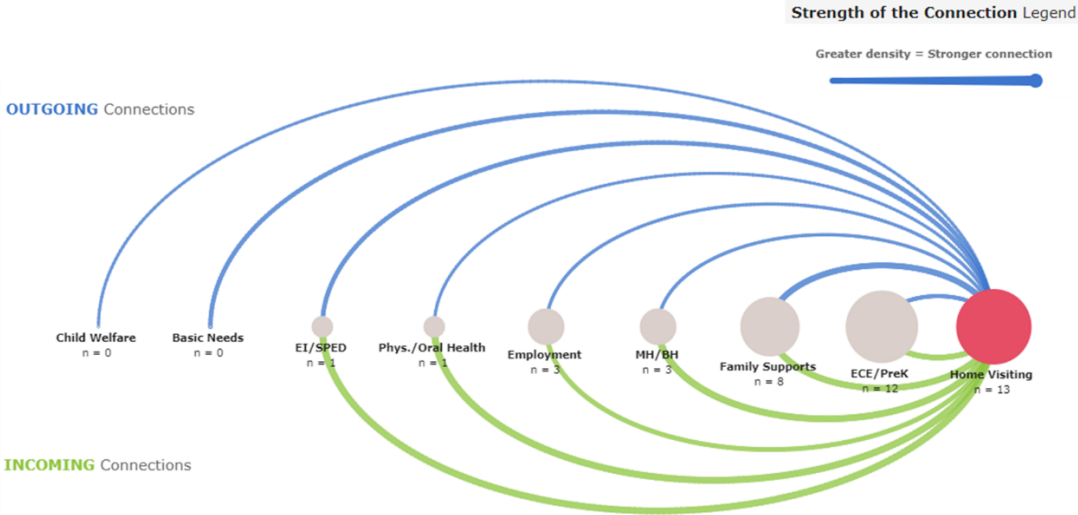 Strength of the Connection Legend
Greater density = Stronger connection
OUTGOING Connections
Child Welfare
n = 0
Basic Needs
n = 0
EI/SPED
n = 1
Phys./Oral Health
n = 1
Employment
n = 3
MH/BH
n = 3
Family Supports
n = 8
ECE/PreK
n = 12
Home Visiting
n = 13
INCOMING Connections